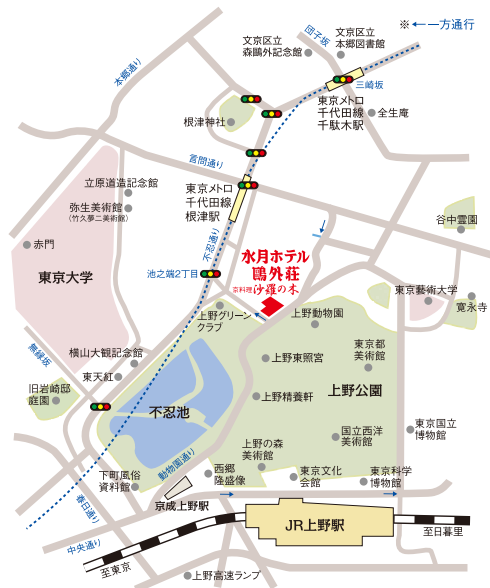 ※←一方通行
団子坂
文京区立
本郷図書館
文京区立
森鷗外記念館
本郷通り
三崎坂
東京メトロ
千代田線
千駄木駅
全生庵
根津神社
言問通り
立原道造記念館
弥生美術館
(竹久夢二美術館)
東京メトロ
千代田線
根津駅
谷中霊園
赤門
東京大学
不忍通り
池之端2丁目
水月ホテル
鷗外荘
京料理 沙羅の木
東京藝術大学
寛永寺
上野グリーン
クラブ
上野動物園
無縁坂
横山大観記念館
東天紅
旧岩崎邸
庭園
上野東照宮
東京都
美術館
上野精養軒
上野公園
不忍池
国立西洋
美術館
東京国立
博物館
上野の森
美術館
動物園通り
下町風俗
資料館
西郷
隆盛像
東京文化
会館
東京科学
博物館
春日通り
京成上野駅
JR上野駅
中央通り
至東京
至日暮里
上野高速ランプ